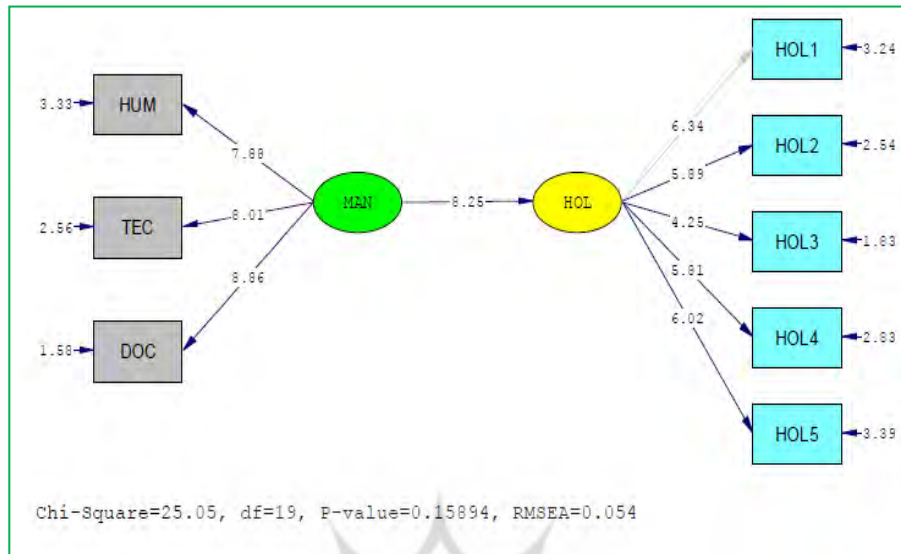 HOL1
3.24
3.33
HUM
6.34
HOL2
2.54
7.88
5.89
MAN
8.25
HOL
2.56
TEC
8.01
4.25
HOL3
1.83
8.86
5.81
6.02
1.58
DOC
HOL4
2.83
HOL5
3.39
Chi-Square=25.05, df=19, P-value=0.15894, RMSEA=0.054